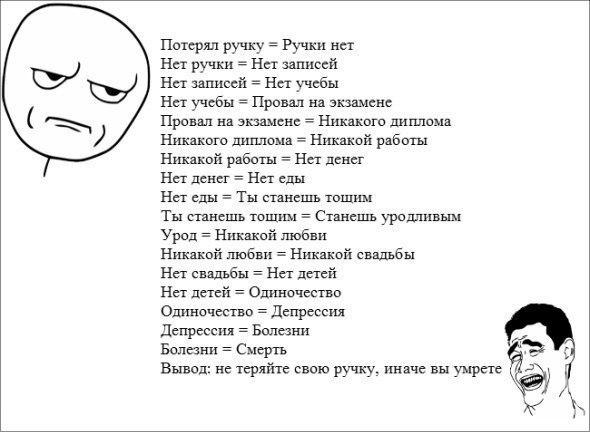 Потерял ручку = Ручки нет
Нет ручки = Нет записей
Нет записей = Нет учебы
Нет учебы = Провал на экзамене
Провал на экзамене = Никакого диплома
Никакого диплома = Никакой работы
Никакой работы = Нет денег
Нет денег = Нет еды
Нет еды = Ты станешь тощим
Ты станешь тощим = Станешь уродливым
Урод = Никакой любви
Никакой любви = Никакой свадьбы
Нет свадьбы = Нет детей
Нет детей = Одиночество
Одиночество = Депрессия
Депрессия = Болезни
Болезни = Смерть
Вывод: не теряйте свою ручку, иначе вы умрете